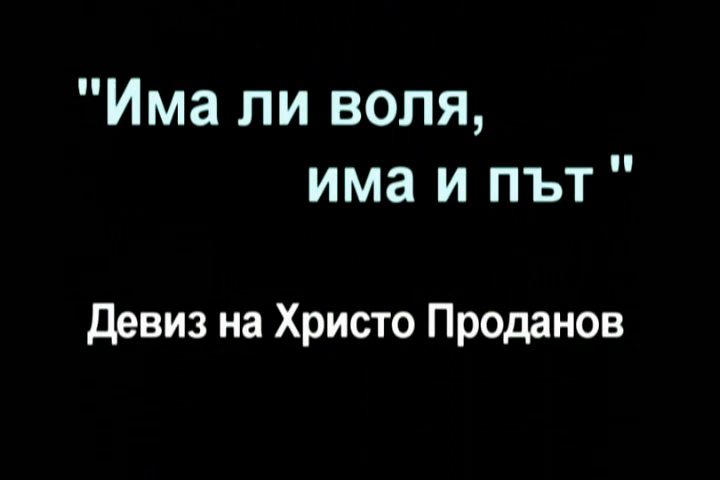 "Има ли воля,
има и път "
Девиз на Христо Проданов